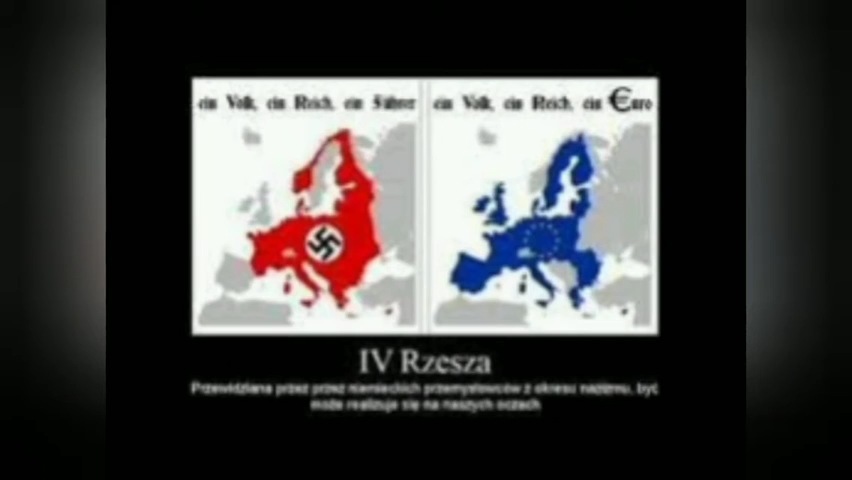 ein Volk, ein Reich, ein Führer
ein Volk, ein Reich, ein €uro
IV Rzesza
Przewidziana przez przez niemieckich przemysłowców z okresu nazizmu, być
może realizuje się na naszych oczach